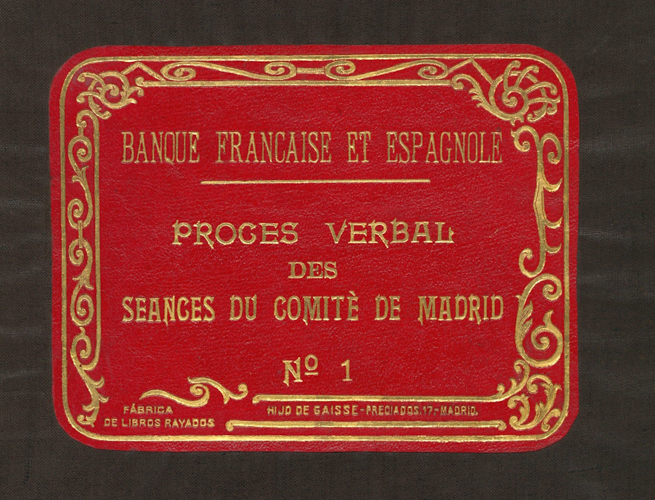 BANQUE FRANCAISE ET ESPAGNOLE
PROCES VERBAL
DES
SEANCES DU COMITÈ DE MADRID
Nº 1
FÁBRICA
DE LIBROS RAYADOS
HIJO DE GAISSE-PRECIADOS.17-MADRID.